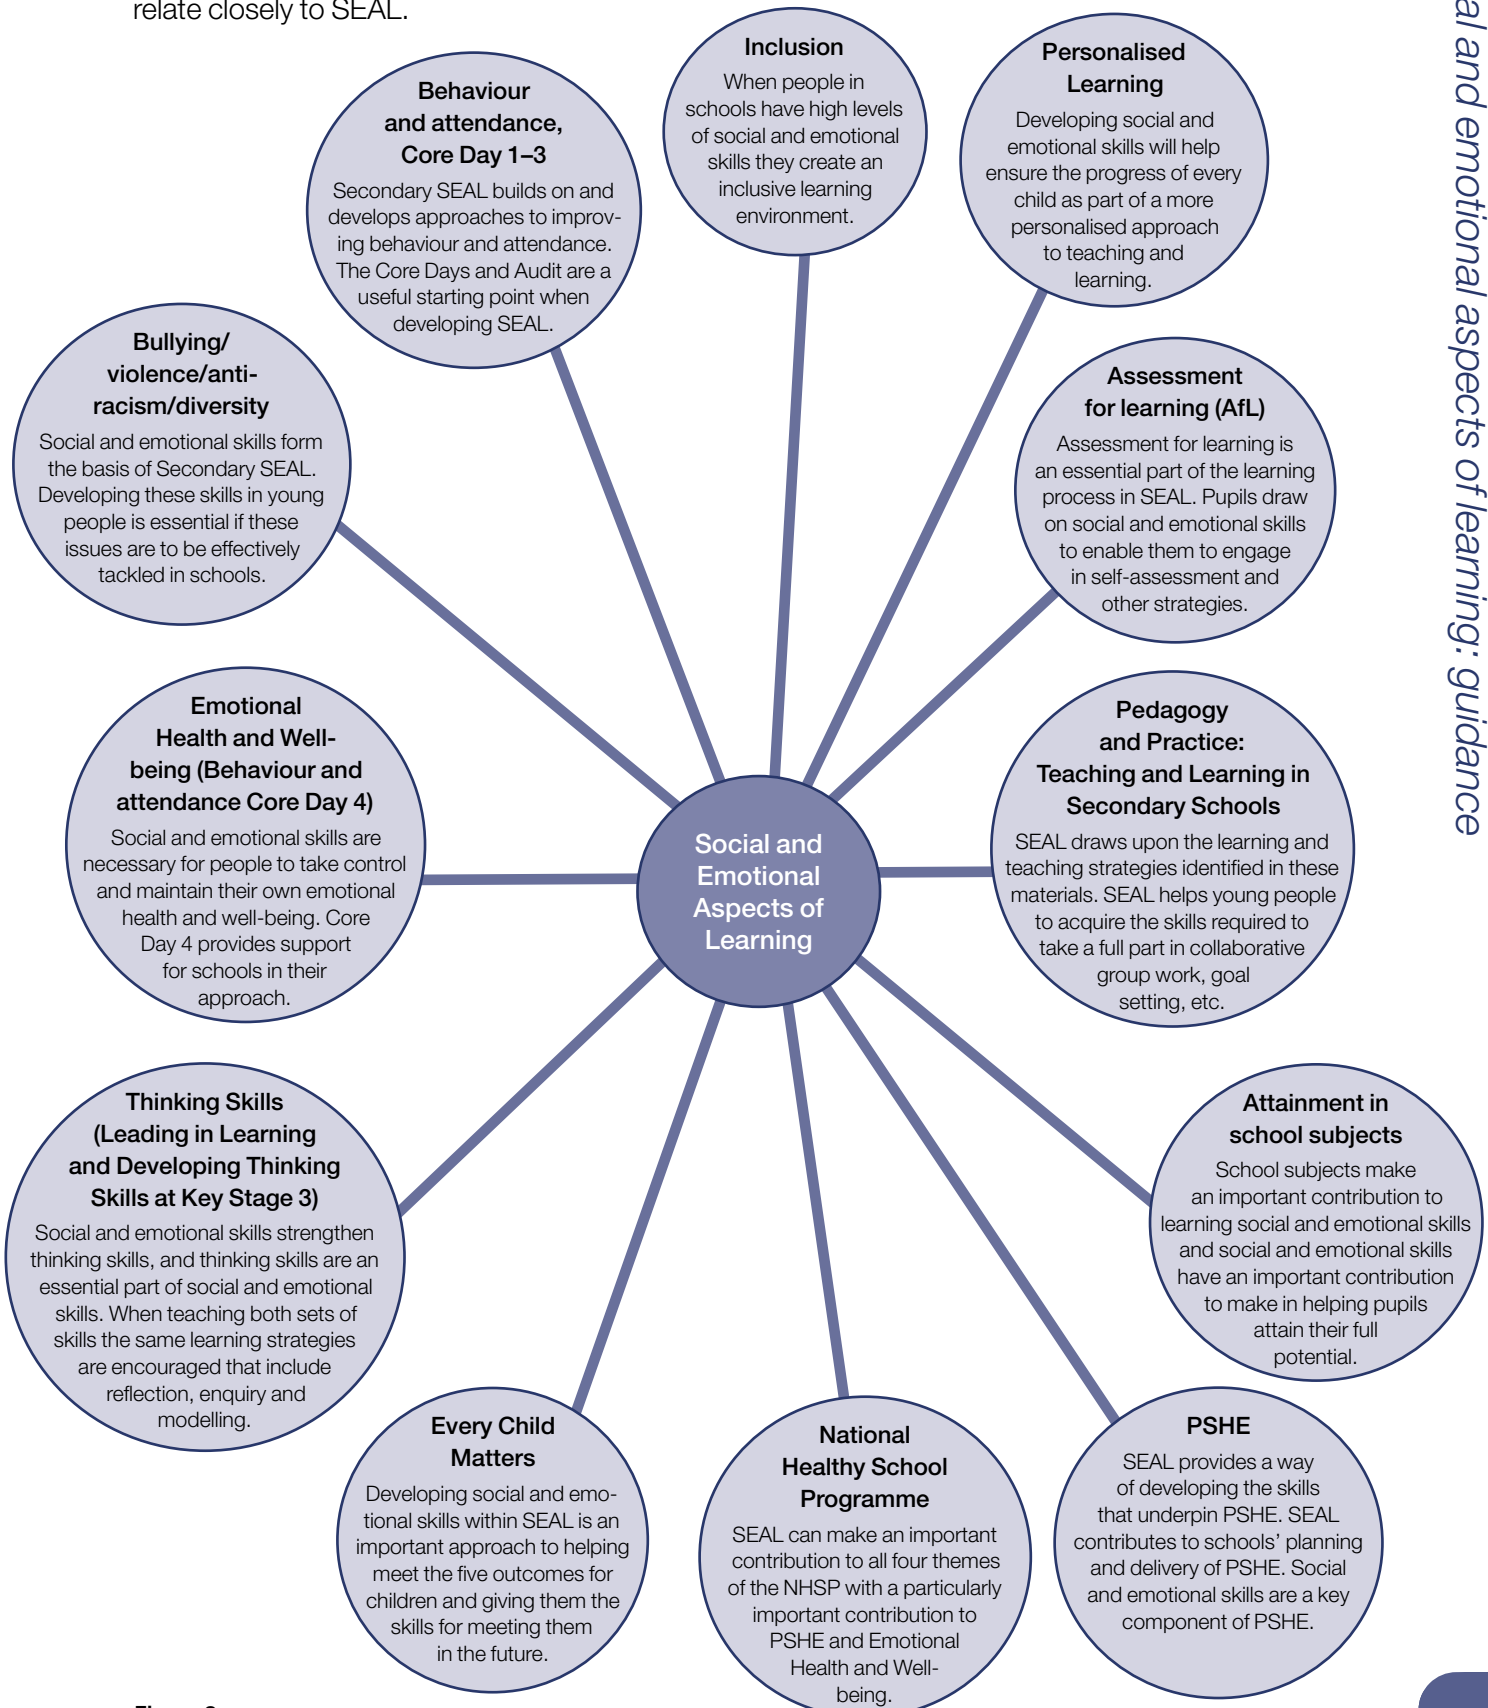 relate closely to SEAL.
Inclusion
When people in
schools have high levels
of social and emotional
skills they create an
inclusive learning
environment.
Personalised
Learning
Developing social and
emotional skills will help
ensure the progress of every
child as part of a more
personalised approach
to teaching and
learning.
Behaviour
and attendance,
Core Day 1–3
Secondary SEAL builds on and
develops approaches to improv-
ing behaviour and attendance.
The Core Days and Audit are a
useful starting point when
developing SEAL.
Bullying/
violence/anti-
racism/diversity
Social and emotional skills form
the basis of Secondary SEAL.
Developing these skills in young
people is essential if these
issues are to be effectively
tackled in schools.
Assessment
for learning (AfL)
Assessment for learning is
an essential part of the learning
process in SEAL. Pupils draw
on social and emotional skills
to enable them to engage
in self-assessment and
other strategies.
Emotional
Health and Well-
being (Behaviour and
attendance Core Day 4)
Social and emotional skills are
necessary for people to take control
and maintain their own emotional
health and well-being. Core
Day 4 provides support
for schools in their
approach.
Social and
Emotional
Aspects of
Learning
Pedagogy
and Practice:
Teaching and Learning in
Secondary Schools
SEAL draws upon the learning and
teaching strategies identified in these
materials. SEAL helps young people
to acquire the skills required to
take a full part in collaborative
group work, goal
setting, etc.
Thinking Skills
(Leading in Learning
and Developing Thinking
Skills at Key Stage 3)
Social and emotional skills strengthen
thinking skills, and thinking skills are an
essential part of social and emotional
skills. When teaching both sets of
skills the same learning strategies
are encouraged that include
reflection, enquiry and
modelling.
Attainment in
school subjects
School subjects make
an important contribution to
learning social and emotional skills
and social and emotional skills
have an important contribution
to make in helping pupils
attain their full
potential.
Every Child
Matters
Developing social and emo-
tional skills within SEAL is an
important approach to helping
meet the five outcomes for
children and giving them the
skills for meeting them
in the future.
National
Healthy School
Programme
SEAL can make an important
contribution to all four themes
of the NHSP with a particularly
important contribution to
PSHE and Emotional
Health and Well-
being.
PSHE
SEAL provides a way
of developing the skills
that underpin PSHE. SEAL
contributes to schools’ planning
and delivery of PSHE. Social
and emotional skills are a key
component of PSHE.
and emotional aspects of learning: guidance